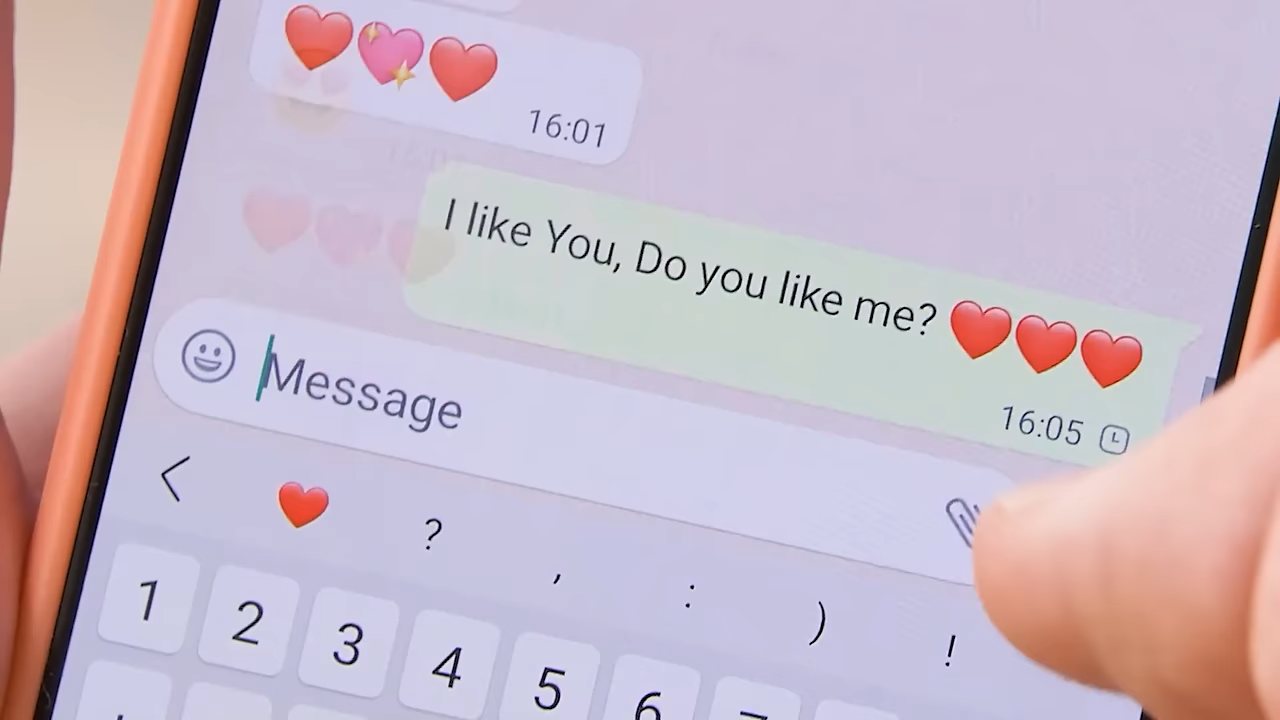 ❤️💖❤️
16:01
I like You, Do you like me? ❤️❤️❤️
16:05
Message
❤️ ? , : ) !
1 2 3 4 5 6